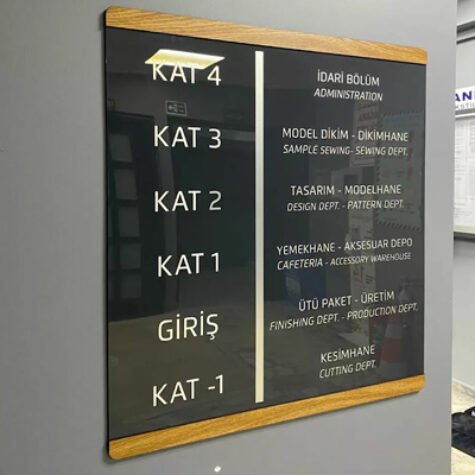 KAT 4
İDARİ BÖLÜM
ADMINISTRATION
KAT 3
MODEL DİKİM - DİKİMHANE
SAMPLE SEWING- SEWING DEPT.
KAT 2
TASARIM - MODELHANE
DESIGN DEPT. - PATTERN DEPT.
KAT 1
YEMEKHANE - AKSESUAR DEPO
CAFETERIA - ACCESSORY WAREHOUSE
GİRİŞ
ÜTÜ PAKET - ÜRETİM
FINISHING DEPT. - PRODUCTION DEPT.
KAT -1
KESİMHANE
CUTTING DEPT.